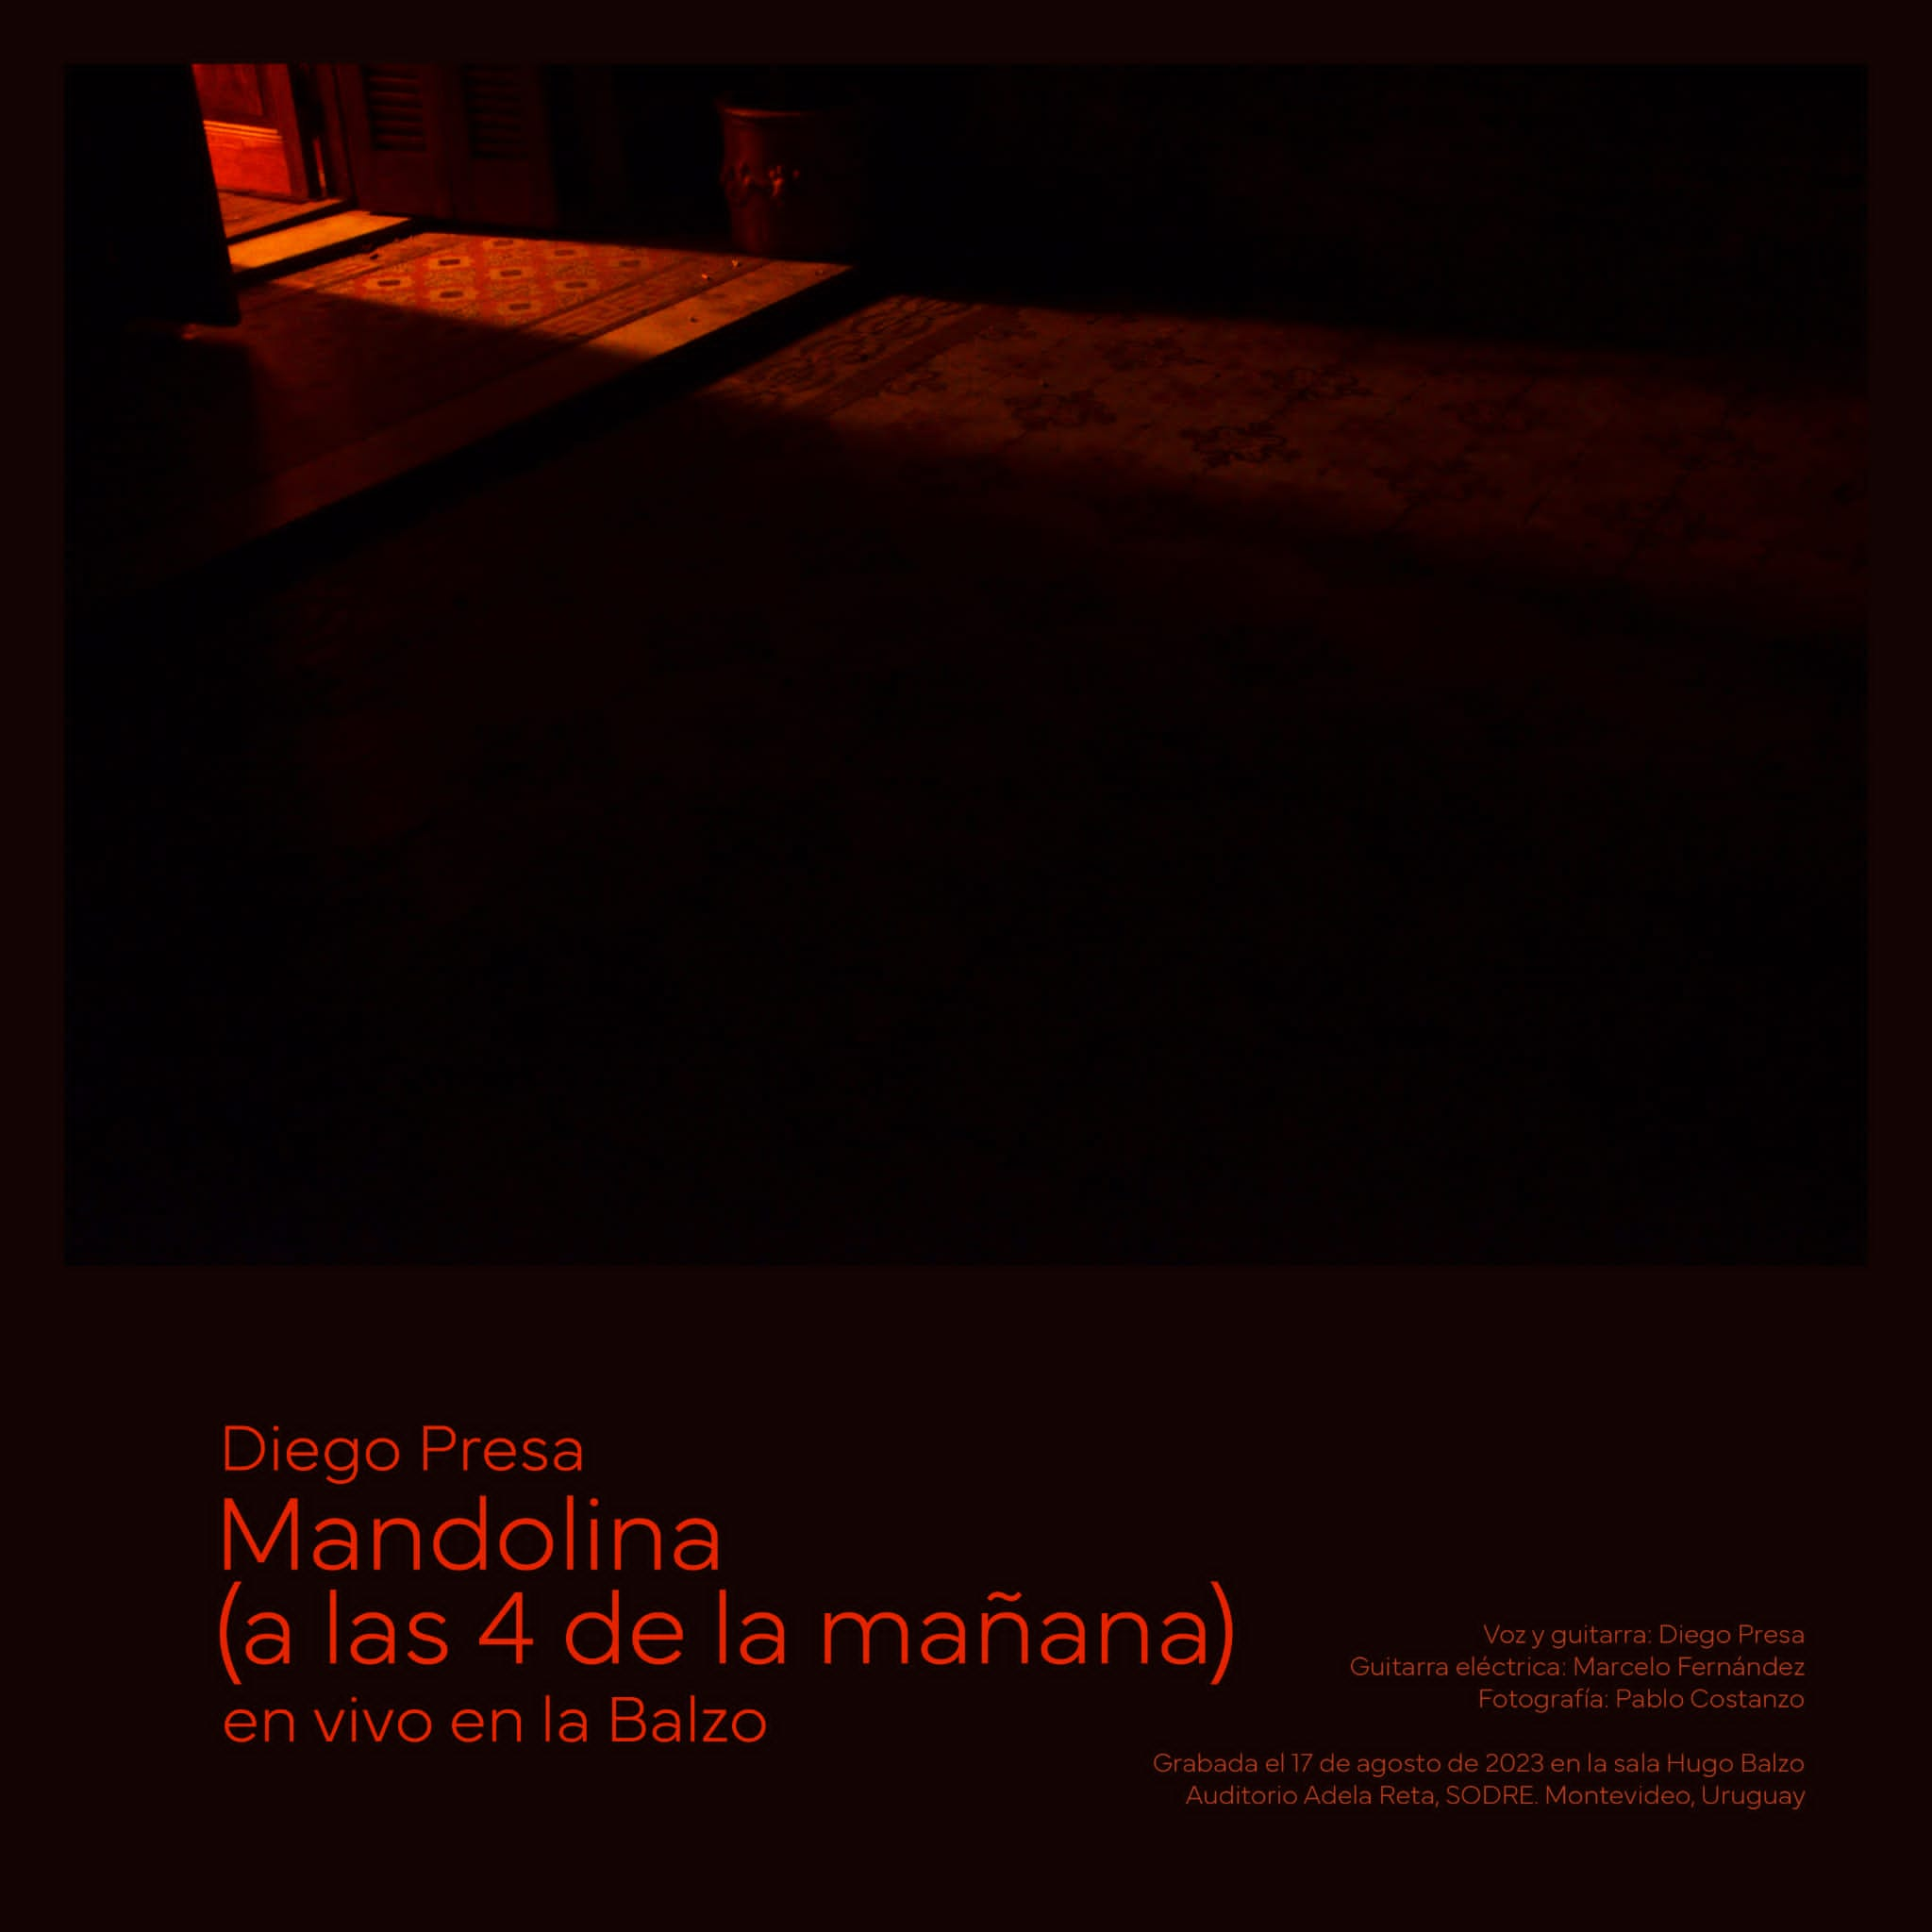 Diego Presa
Mandolina
(a las 4 de la mañana)
en vivo en la Balzo
Voz y guitarra: Diego Presa
Guitarra eléctrica: Marcelo Fernández
Fotografía: Pablo Costanzo
Grabada el 17 de agosto de 2023 en la sala Hugo Balzo
Auditorio Adela Reta, SODRE. Montevideo, Uruguay